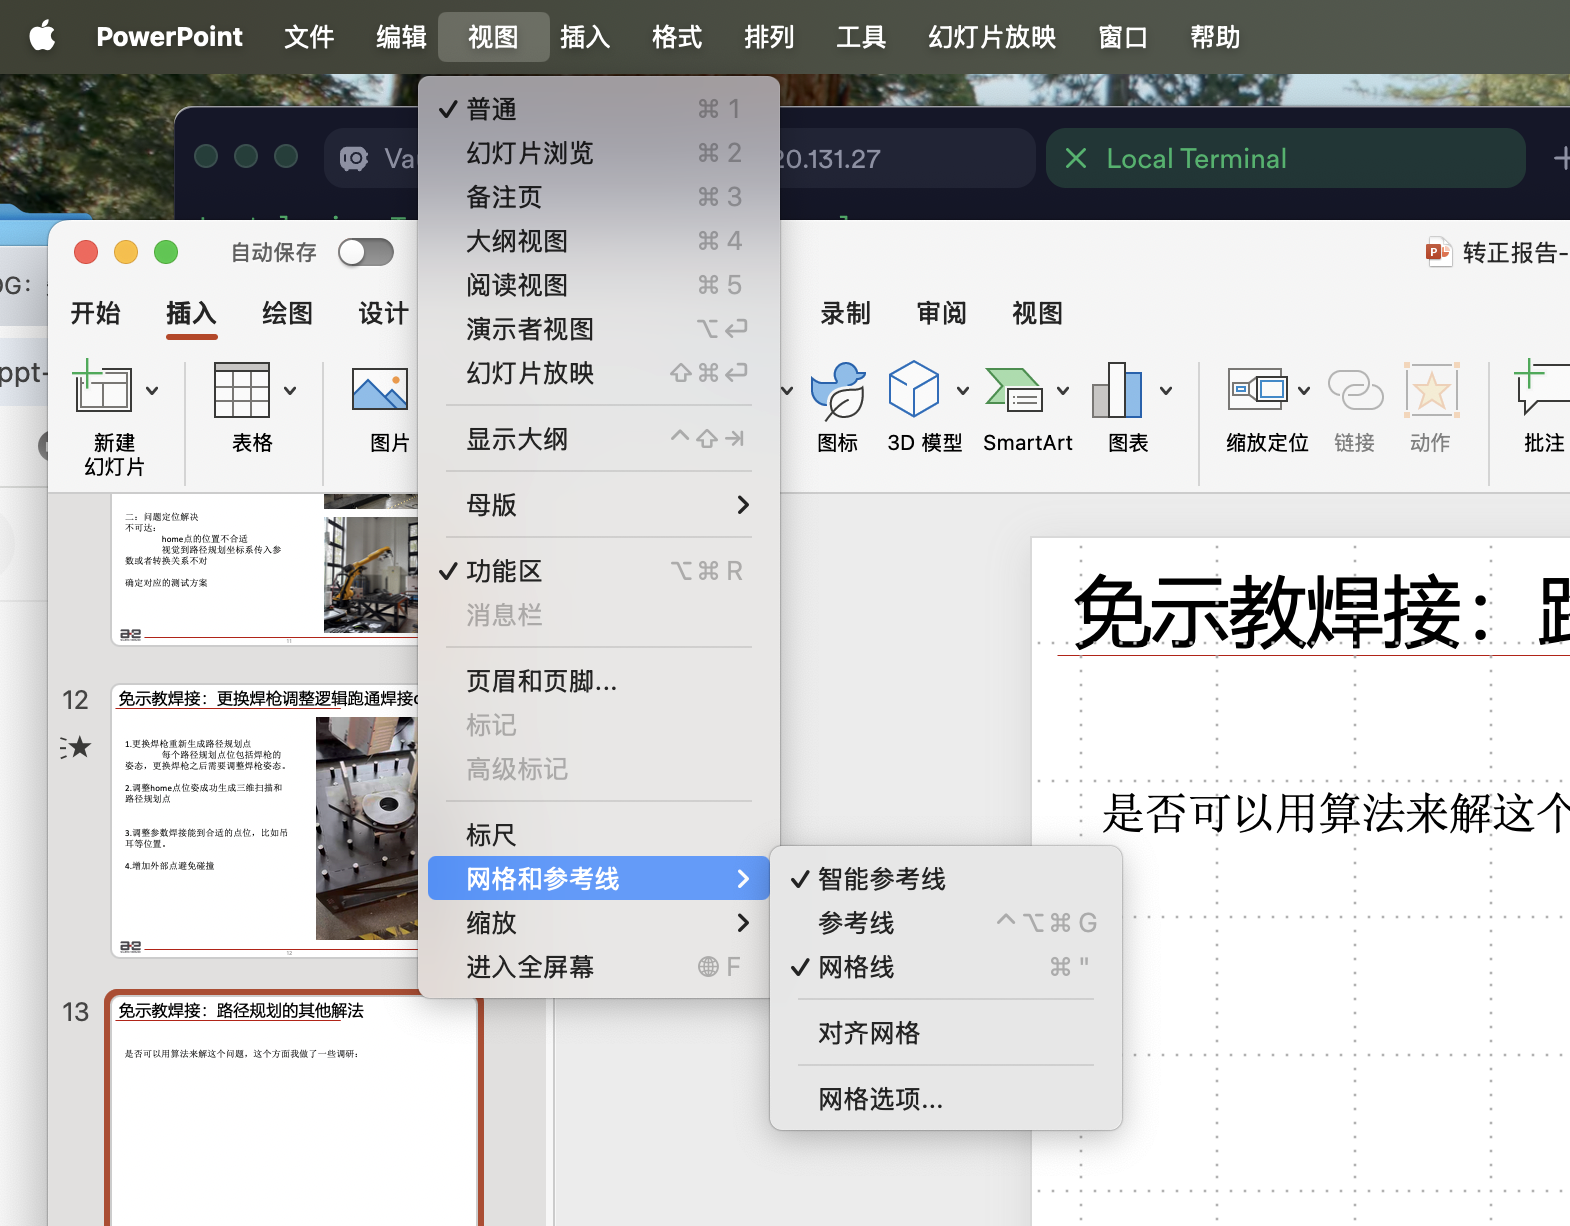 PowerPoint 文件 编辑 视图 插入 格式 排列 工具 幻灯片放映 窗口 帮助
20.131.27
Local Terminal
自动保存
转正报告-
开始 插入 绘图 设计 录制 审阅 视图
新建
幻灯片
表格
图片
图标
3D 模型
SmartArt
图表
缩放定位
链接
动作
批注
ppt-
✓ 普通 ⌘ 1
幻灯片浏览 ⌘ 2
备注页 ⌘ 3
大纲视图 ⌘ 4
阅读视图 ⌘ 5
演示者视图 ⌥ ↩
幻灯片放映 ⇧ ⌘ ↩
显示大纲 ^ ⇧ ⇥
母版
✓ 功能区 ⌥ ⌘ R
消息栏
页眉和页脚...
标记
高级标记
标尺
网格和参考线
缩放
进入全屏幕 F
✓ 智能参考线
参考线 ^ ⌥ ⌘ G
✓ 网格线 ⌘ "
对齐网格
网格选项...
二：问题定位解决
不可达：
home点的位置不合适
视觉到路径规划坐标系传入参
数或者转换关系不对
确定对应的测试方案
11
12
免示教焊接：更换焊枪调整逻辑跑通焊接
1.更换焊枪重新生成路径规划点
每个路径规划点位包括焊枪的
姿态，更换焊枪之后需要调整焊枪姿态。
2.调整home点位姿成功生成三维扫描和
路径规划点
3.调整参数焊接能到合适的点位，比如吊
耳等位置。
4.增加外部点避免碰撞
12
13
免示教焊接：路径规划的其他解法
是否可以用算法来解这个问题，这个方面我做了一些调研：
免示教焊接：路
是否可以用算法来解这个